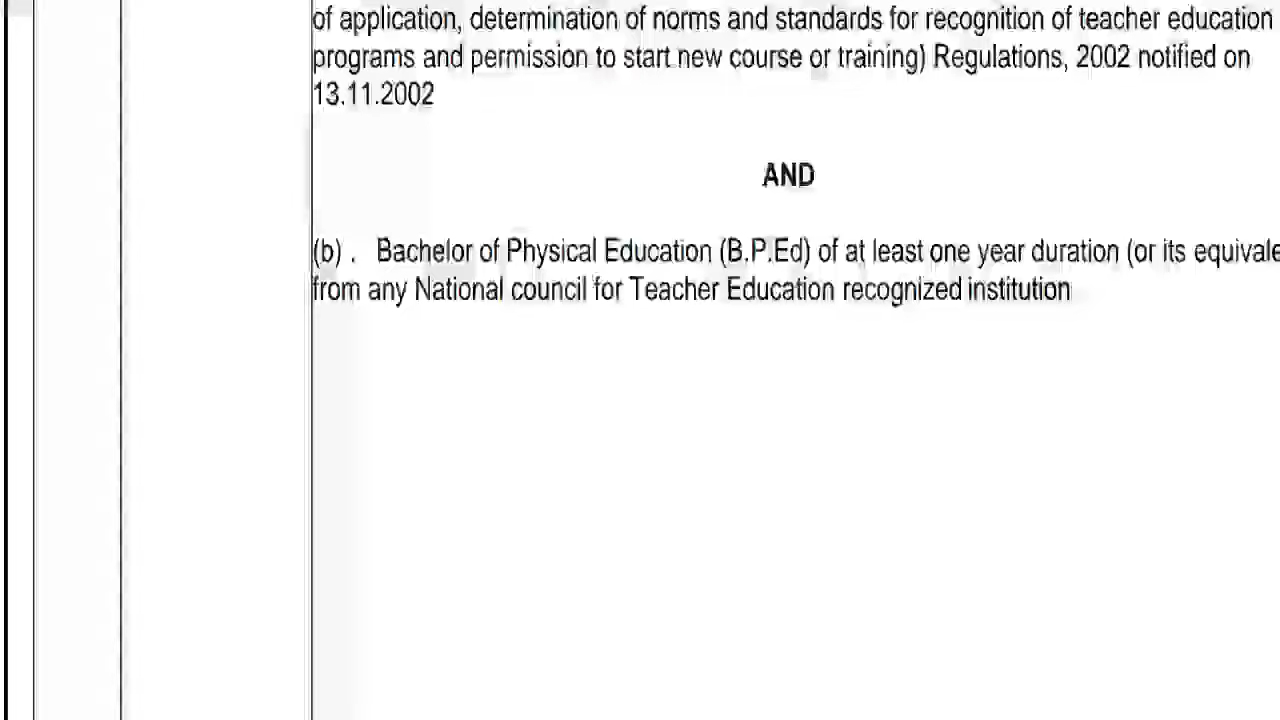 of application, determination of norms and standards for recognition of teacher education
programs and permission to start new course or training) Regulations, 2002 notified on
13.11.2002
AND
(b) . Bachelor of Physical Education (B.P.Ed) of at least one year duration (or its equivale
from any National council for Teacher Education recognized institution